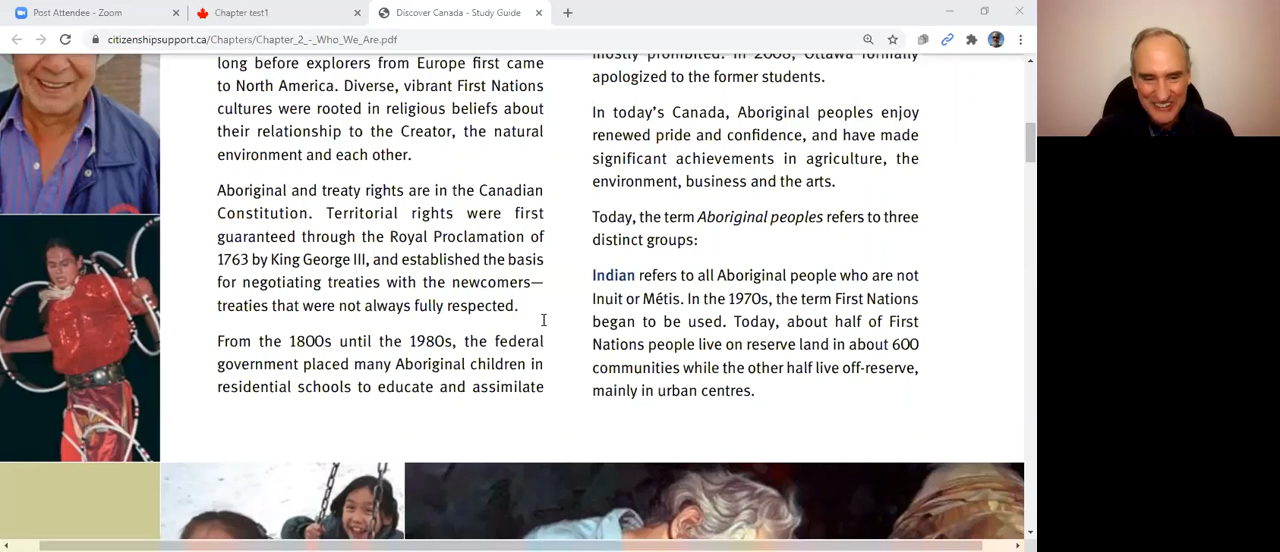 Post Attendee - Zoom
Chapter test1
Discover Canada - Study Guide
citizenshipsupport.ca/Chapters/Chapter_2_-_Who_We_Are.pdf
long before explorers from Europe first came
to North America. Diverse, vibrant First Nations
cultures were rooted in religious beliefs about
their relationship to the Creator, the natural
environment and each other.
Aboriginal and treaty rights are in the Canadian
Constitution. Territorial rights were first
guaranteed through the Royal Proclamation of
1763 by King George III, and established the basis
for negotiating treaties with the newcomers—
treaties that were not always fully respected.
From the 1800s until the 1980s, the federal
government placed many Aboriginal children in
residential schools to educate and assimilate
mostly prohibited. In 2008, Ottawa formally
apologized to the former students.
In today's Canada, Aboriginal peoples enjoy
renewed pride and confidence, and have made
significant achievements in agriculture, the
environment, business and the arts.
Today, the term Aboriginal peoples refers to three
distinct groups:
Indian refers to all Aboriginal people who are not
Inuit or Métis. In the 1970s, the term First Nations
began to be used. Today, about half of First
Nations people live on reserve land in about 600
communities while the other half live off-reserve,
mainly in urban centres.